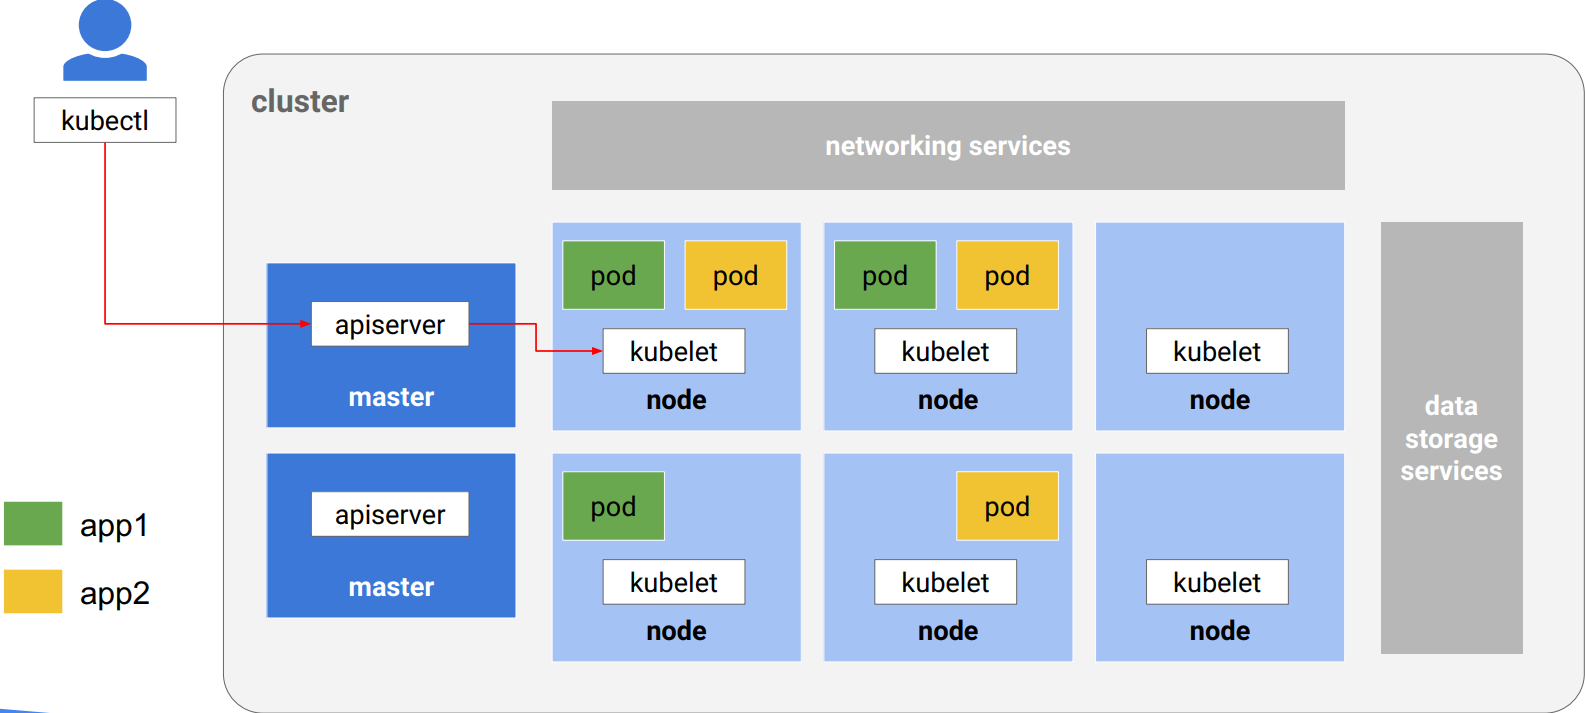 kubectl
cluster
networking services
pod
pod
pod
pod
apiserver
kubelet
kubelet
kubelet
master
node
node
node
data
storage
services
pod
pod
apiserver
app1
kubelet
kubelet
kubelet
master
app2
node
node
node